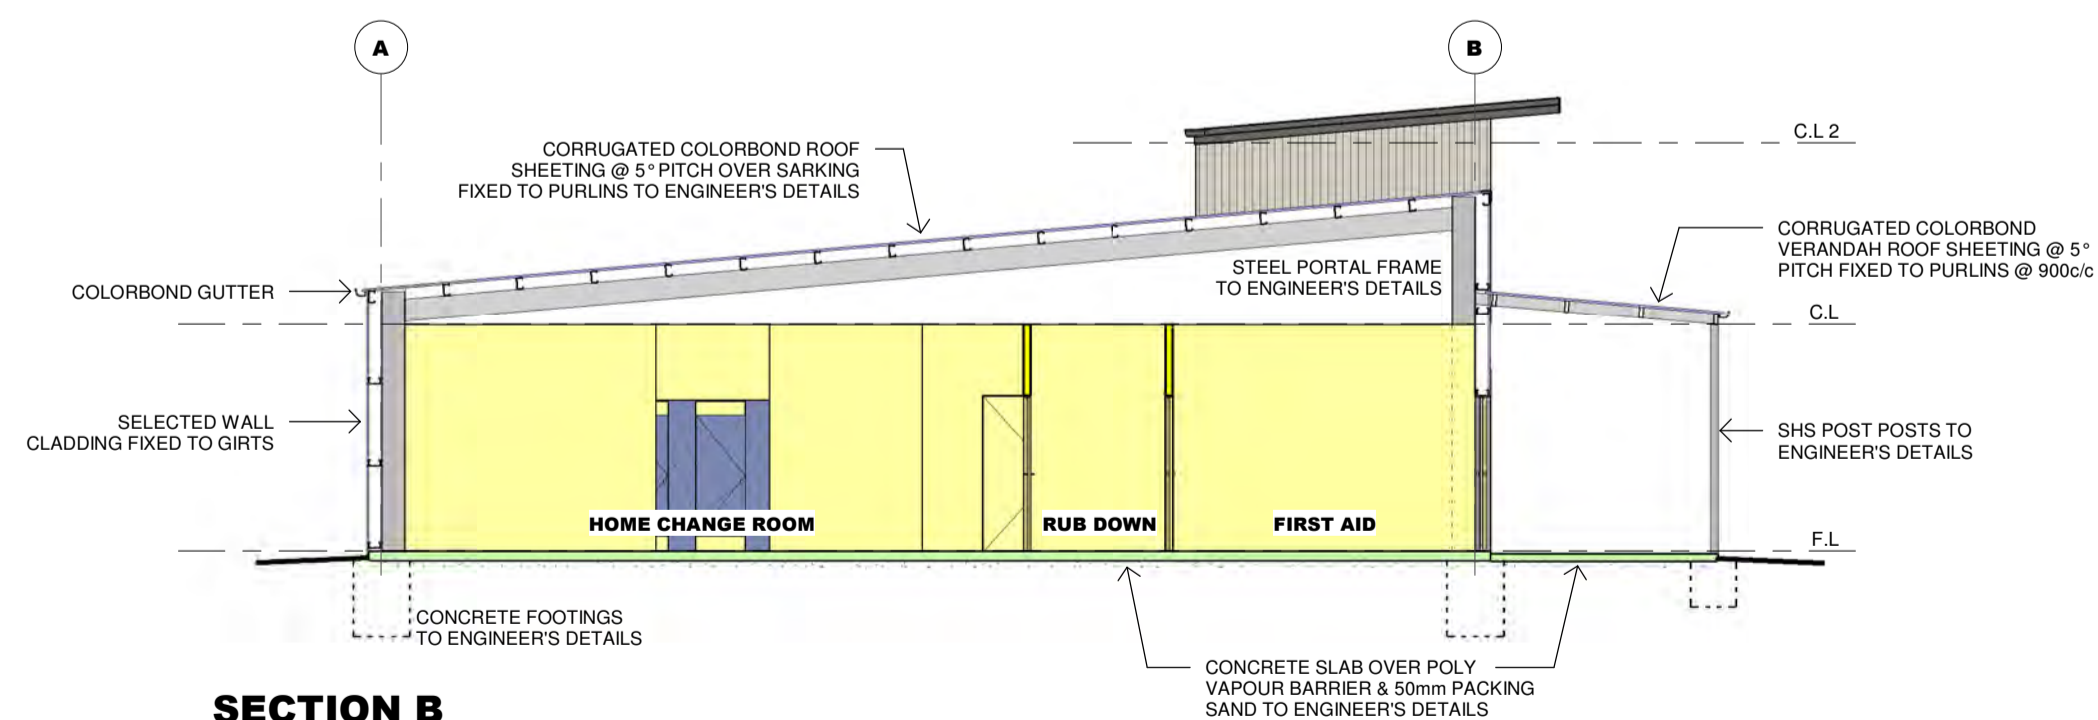 A
B
C.L 2
CORRUGATED COLORBOND ROOF
SHEETING @ 5° PITCH OVER SARKING
FIXED TO PURLINS TO ENGINEER'S DETAILS
CORRUGATED COLORBOND
VERANDAH ROOF SHEETING @ 5°
PITCH FIXED TO PURLINS @ 900c/c
STEEL PORTAL FRAME
TO ENGINEER'S DETAILS
COLORBOND GUTTER
C.L
SELECTED WALL
CLADDING FIXED TO GIRTS
SHS POST POSTS TO
ENGINEER'S DETAILS
HOME CHANGE ROOM
RUB DOWN
FIRST AID
F.L
CONCRETE FOOTINGS
TO ENGINEER'S DETAILS
CONCRETE SLAB OVER POLY
VAPOUR BARRIER & 50mm PACKING
SAND TO ENGINEER'S DETAILS
SECTION B